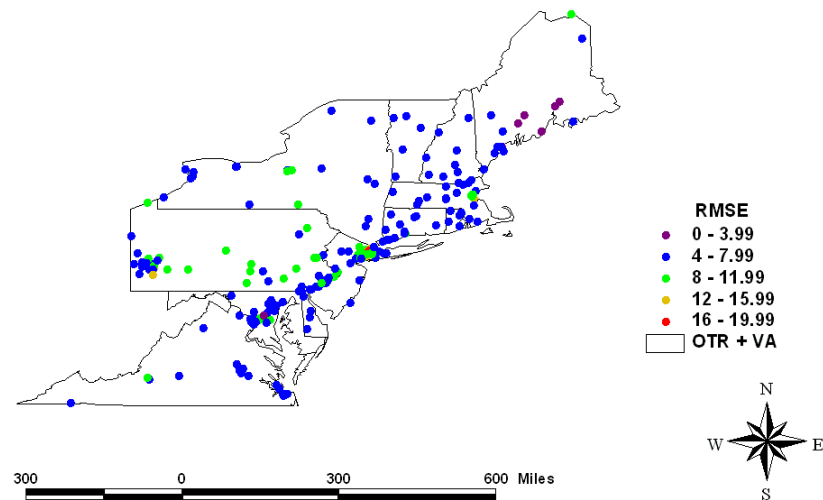 RMSE
0 - 3.99
4 - 7.99
8 - 11.99
12 - 15.99
16 - 19.99
OTR + VA
N
W E
S
300 0 300 600 Miles